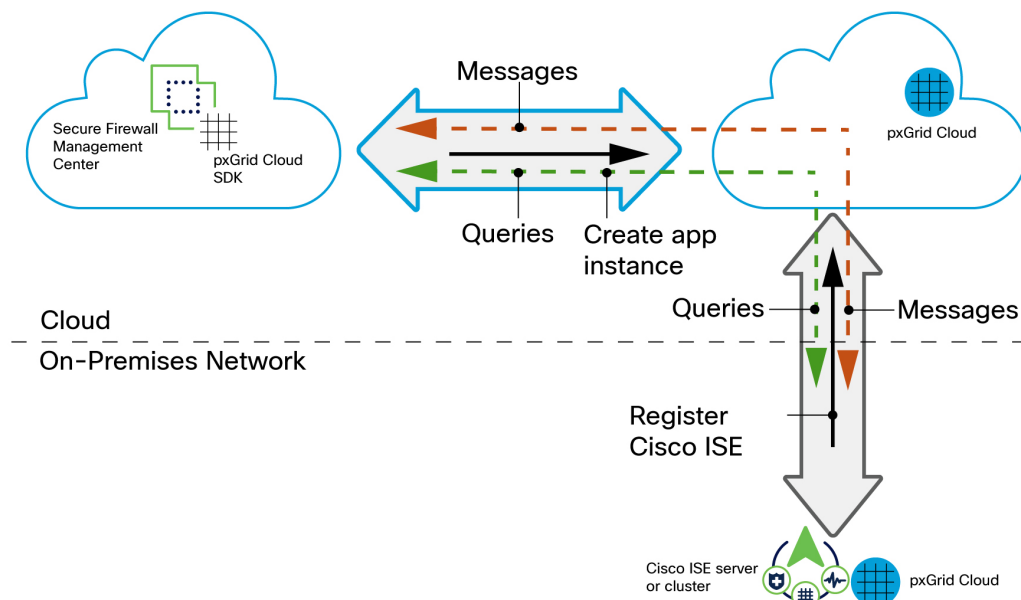 Messages
Secure Firewall
Management
Center
pxGrid Cloud
SDK
pxGrid Cloud
Queries
Create app
instance
Queries
Messages
Cloud
On-Premises Network
Register
Cisco ISE
Cisco ISE server
or cluster
pxGrid Cloud